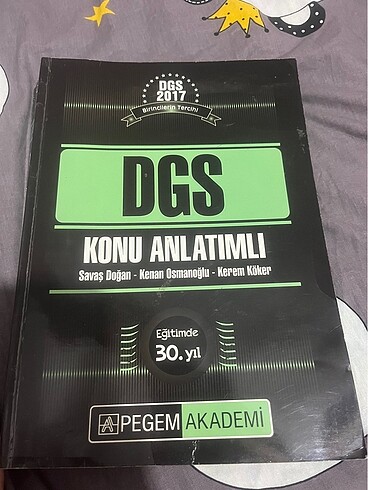 DGS
2017
Birincilerin Tercihi
DGS
KONU ANLATIMLI
Savaş Doğan - Kenan Osmanoğlu - Kerem Köker
Eğitimde
30. yıl
PEGEM AKADEMİ